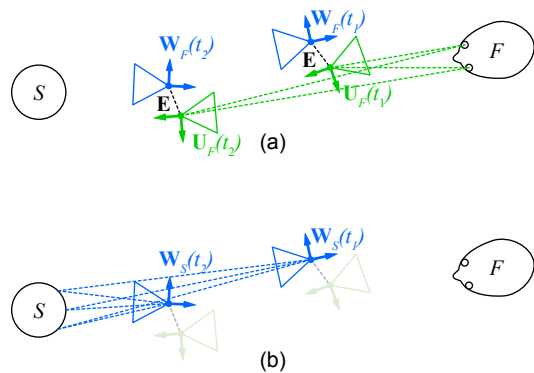 W_F(t_2)
W_F(t_1)
F
S
E
E
U_F(t_1)
U_F(t_2)
(a)
W_S(t_2)
W_S(t_1)
F
S
(b)